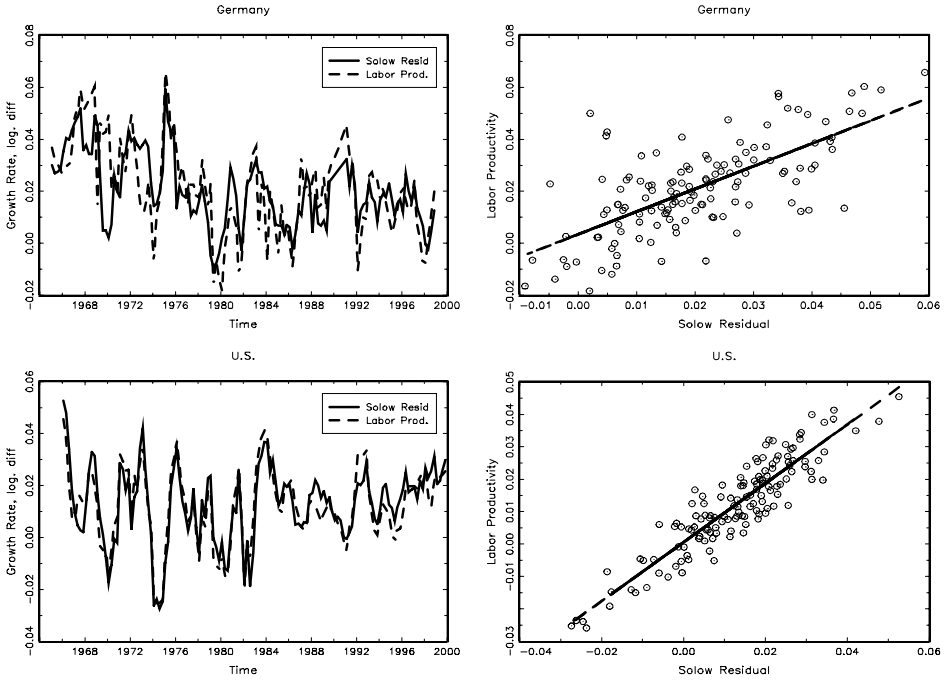 Germany
Growth Rate, log. diff
0.08
0.06
0.04
0.02
0.00
-0.02
Solow Resid
Labor Prod.
1968 1972 1976 1980 1984 1988 1992 1996 2000
Time
Germany
Labor Productivity
0.08
0.06
0.04
0.02
0.00
-0.02
-0.01 0.00 0.01 0.02 0.03 0.04 0.05 0.06
Solow Residual
U.S.
Growth Rate, log. diff
0.06
0.04
0.02
0.00
-0.02
-0.04
Solow Resid
Labor Prod.
1968 1972 1976 1980 1984 1988 1992 1996 2000
Time
U.S.
Labor Productivity
0.05
0.04
0.03
0.02
0.01
0.00
-0.01
-0.03
-0.04 -0.02 0.00 0.02 0.04 0.06
Solow Residual